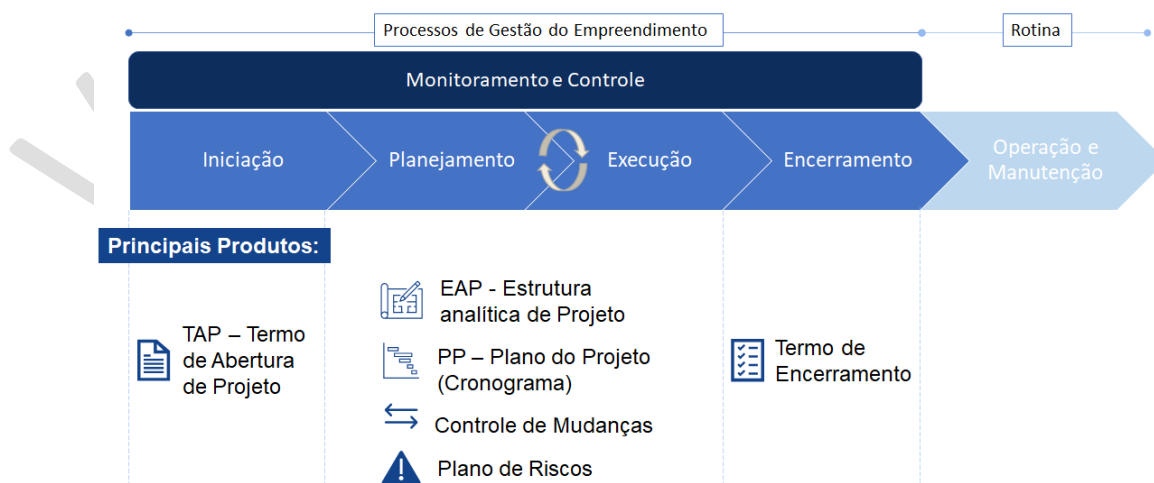 Processos de Gestão do Empreendimento
Rotina
Monitoramento e Controle
Iniciação
Planejamento
Execução
Encerramento
Operação e
Manutenção
Principais Produtos:
TAP – Termo
de Abertura
de Projeto
EAP - Estrutura
analítica de Projeto
PP – Plano do Projeto
(Cronograma)
Controle de Mudanças
Plano de Riscos
Termo de
Encerramento